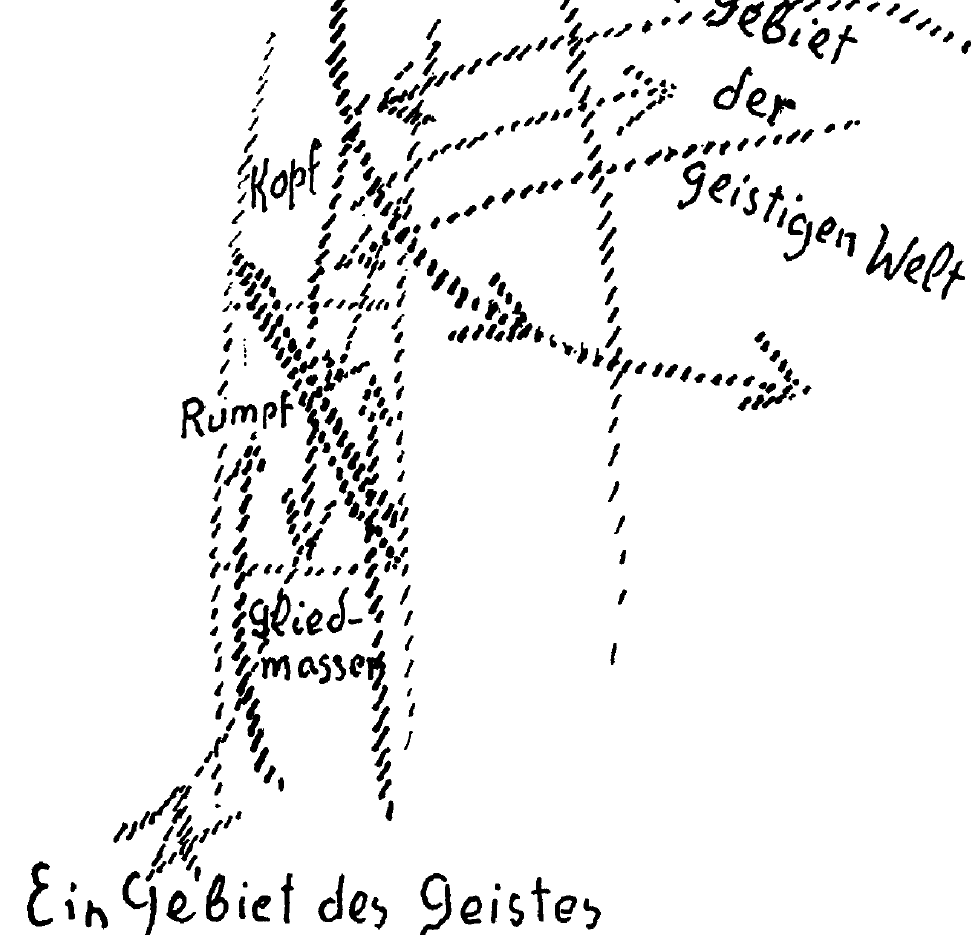 Gebiet
der
geistigen Welt
Kopf
Rumpf
Glied-
massen
Ein Gebiet des Geistes